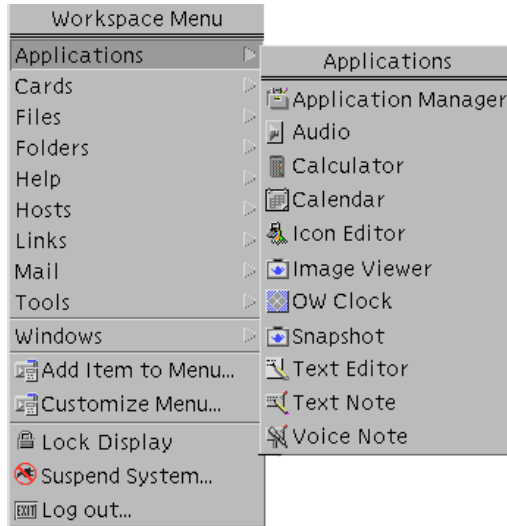 Workspace Menu
Applications
Cards
Files
Folders
Help
Hosts
Links
Mail
Tools
Windows
Add Item to Menu...
Customize Menu...
Lock Display
Suspend System...
EXIT Log out...
Applications
Application Manager
Audio
Calculator
Calendar
Icon Editor
Image Viewer
OW Clock
Snapshot
Text Editor
Text Note
Voice Note